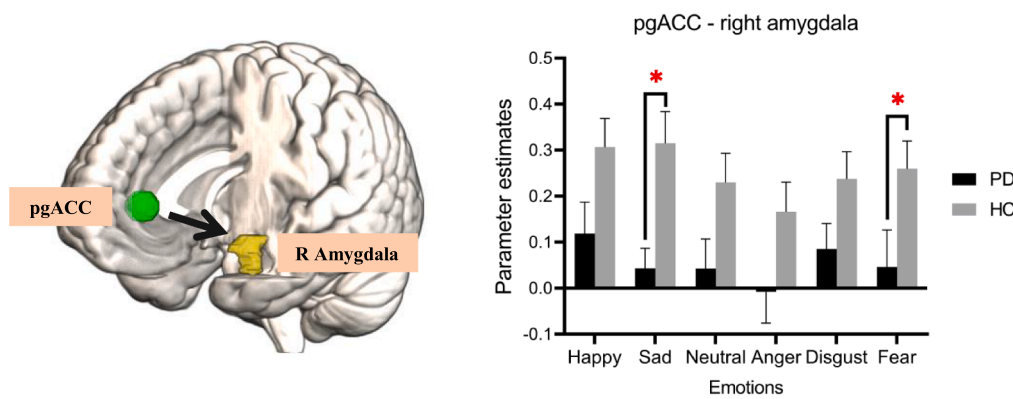 pgACC
R Amygdala
pgACC - right amygdala
Parameter estimates
0.5
0.4
0.3
0.2
0.1
0.0
-0.1
*
*
Happy Sad Neutral Anger Disgust Fear
Emotions
PD
HC